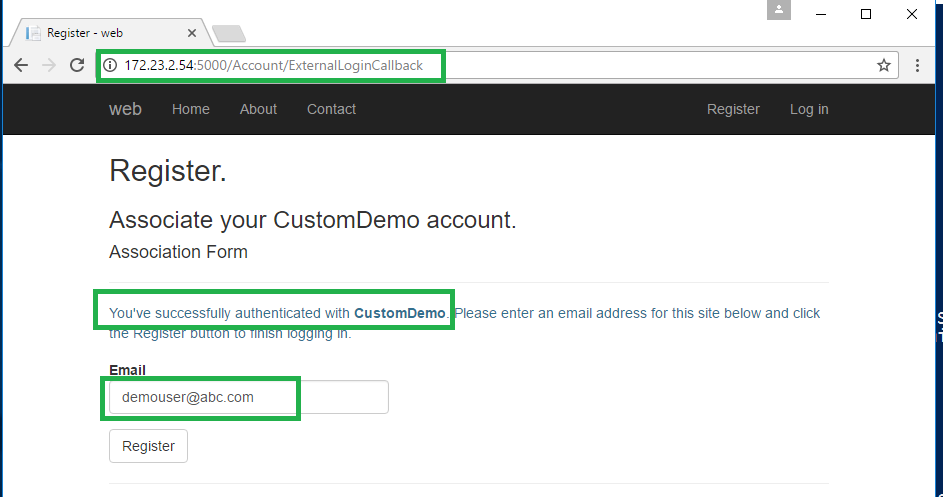 Register - web
172.23.2.54:5000/Account/ExternalLoginCallback
web Home About Contact Register Log in
Register.
Associate your CustomDemo account.
Association Form
You've successfully authenticated with CustomDemo. Please enter an email address for this site below and click
the Register button to finish logging in.
Email
demouser@abc.com
Register